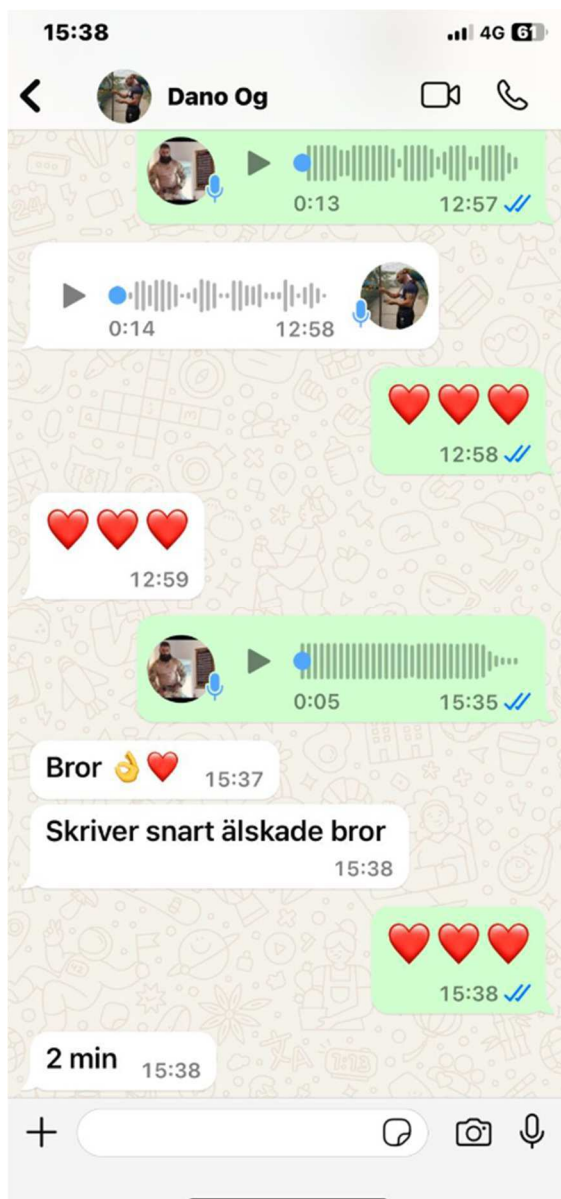 15:38 4G 61
Dano Og
0:13 12:57
0:14 12:58
❤️❤️❤️
12:58
❤️❤️❤️
12:59
0:05 15:35
Bror 👌❤️ 15:37
Skriver snart älskade bror
15:38
❤️❤️❤️
15:38
2 min 15:38